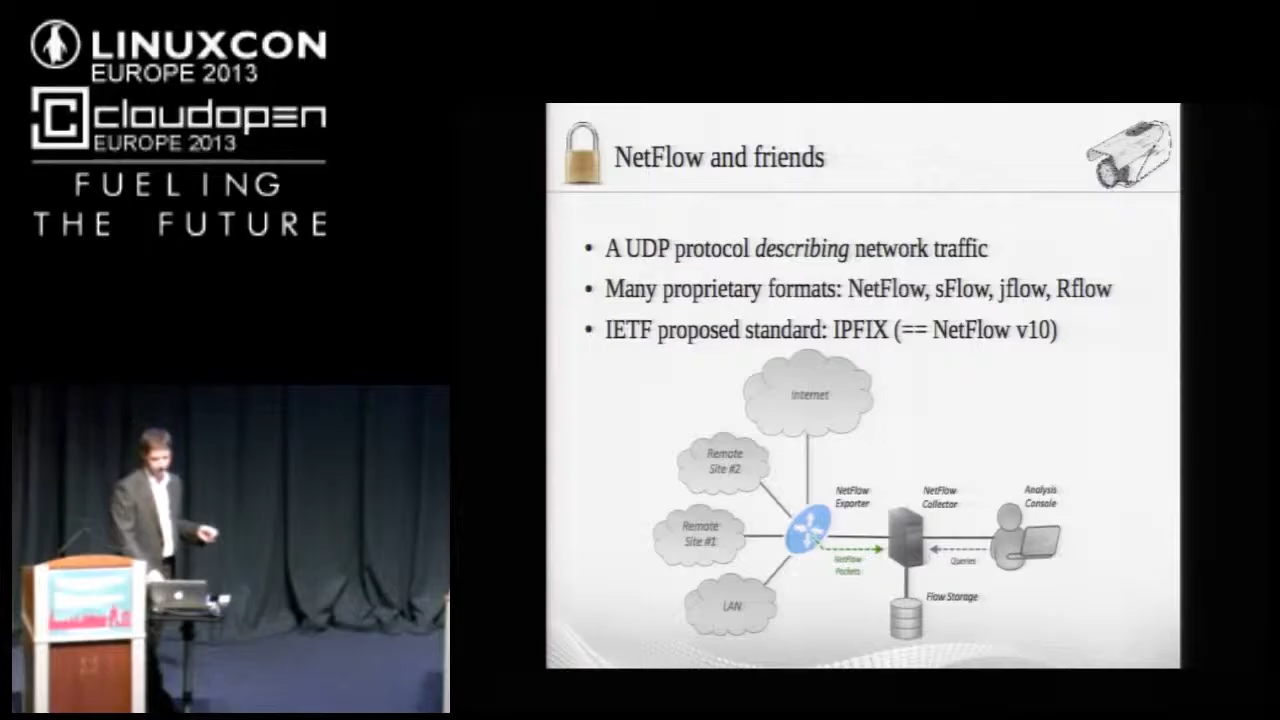 LINUXCON
EUROPE 2013
cloudopen
EUROPE 2013
FUELING
THE FUTURE
NetFlow and friends
• A UDP protocol describing network traffic
• Many proprietary formats: NetFlow, sFlow, jflow, Rflow
• IETF proposed standard: IPFIX (== NetFlow v10)
Internet
Remote
Site #2
Remote
Site #1
LAN
NetFlow
Exporter
NetFlow
Packets
NetFlow
Collector
Queries
Analysis
Console
Flow Storage